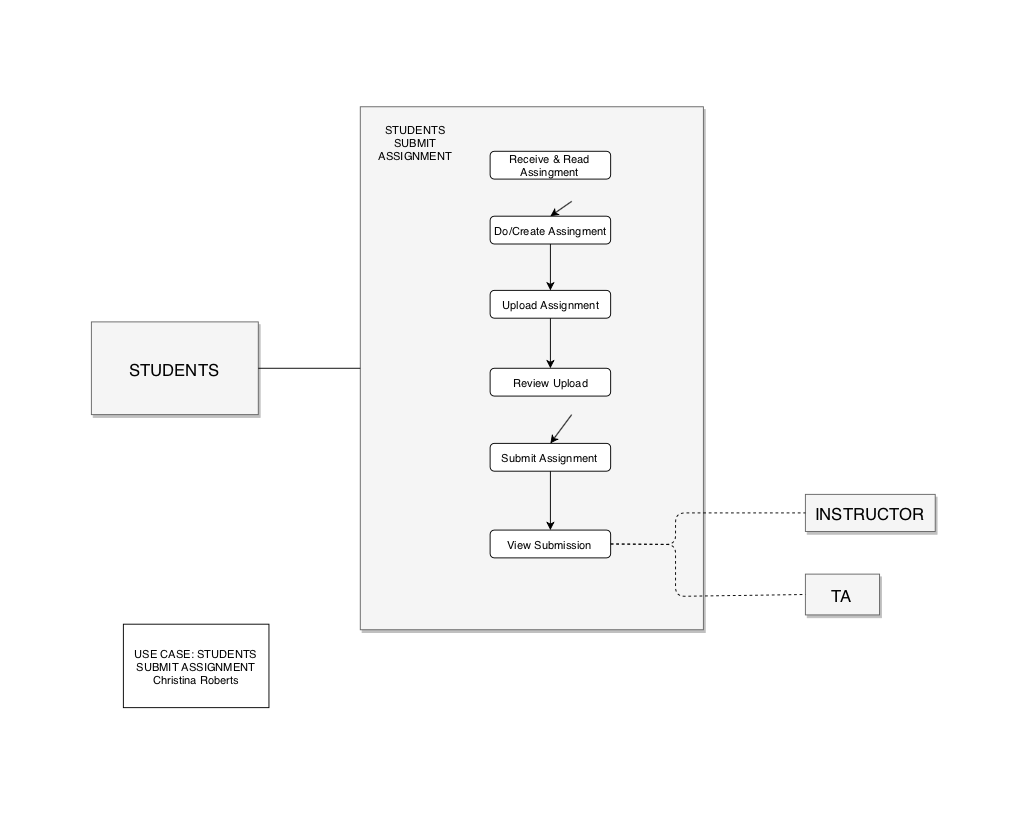 STUDENTS
SUBMIT
ASSIGNMENT
Receive & Read
Assingment
Do/Create Assingment
Upload Assignment
Review Upload
Submit Assignment
View Submission
STUDENTS
INSTRUCTOR
TA
USE CASE: STUDENTS
SUBMIT ASSIGNMENT
Christina Roberts